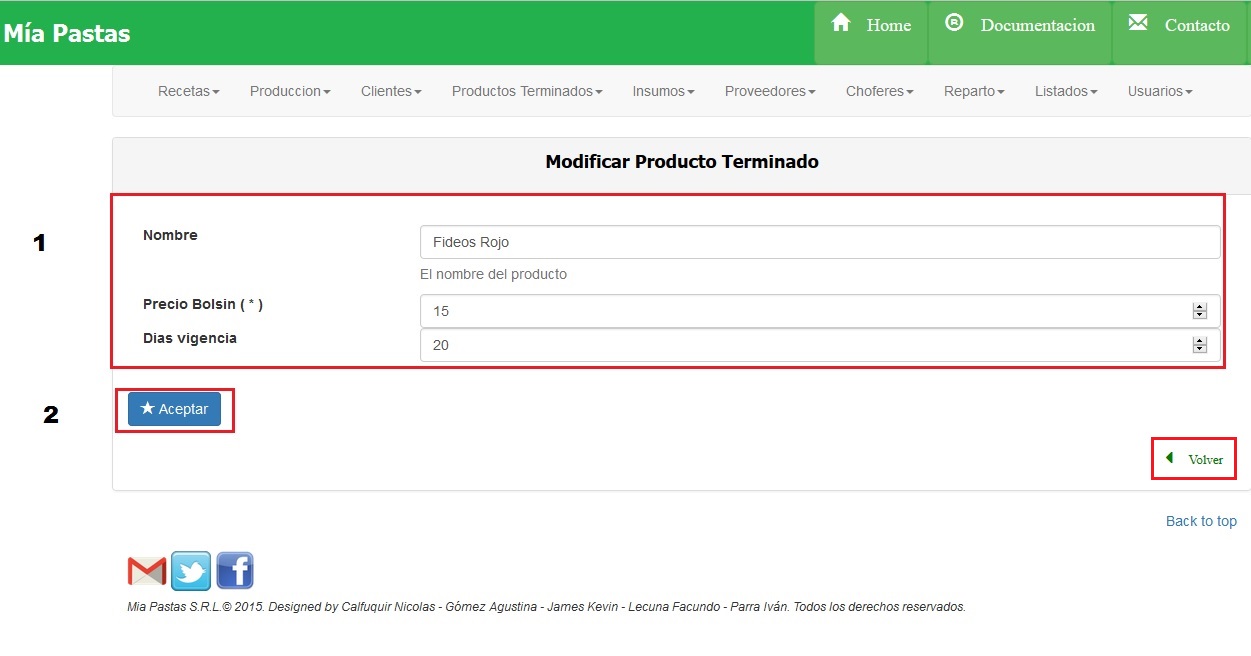 Mía Pastas
Home Documentacion Contacto
Recetas Produccion Clientes Productos Terminados Insumos Proveedores Choferes Reparto Listados Usuarios
Modificar Producto Terminado
1
Nombre Fideos Rojo
El nombre del producto
Precio Bolsin ( * ) 15
Dias vigencia 20
2
Aceptar
Volver
Back to top
Mia Pastas S.R.L.© 2015. Designed by Calfuquir Nicolas - Gómez Agustina - James Kevin - Lecuna Facundo - Parra Iván. Todos los derechos reservados.